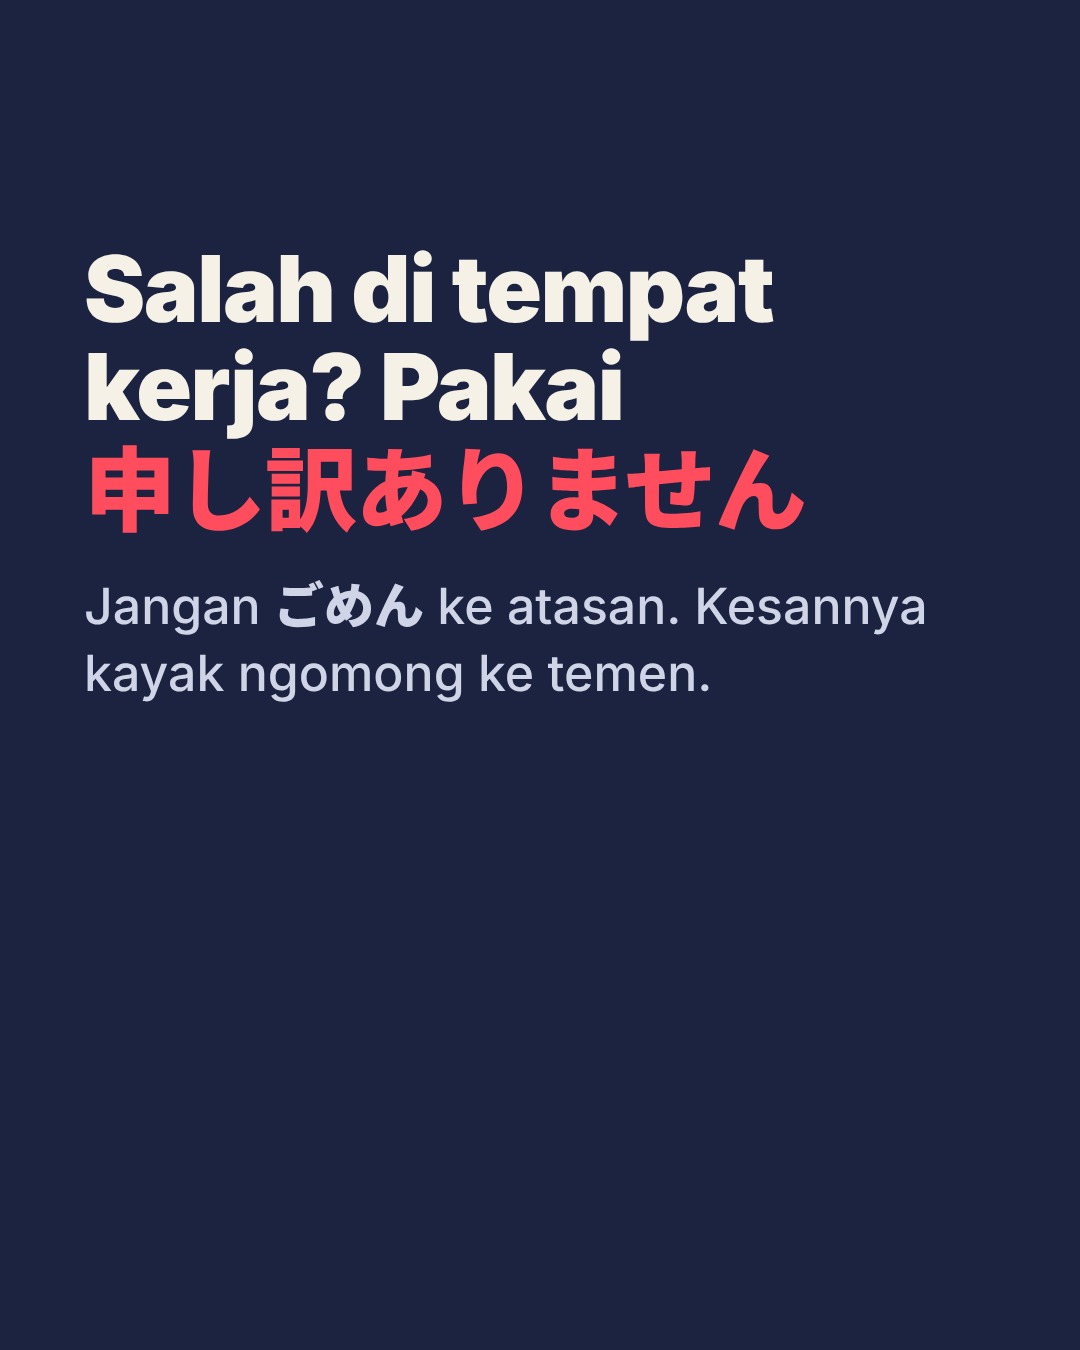 Salah di tempat
kerja? Pakai
申し訳ありません
Jangan ごめん ke atasan. Kesannya
kayak ngomong ke temen.